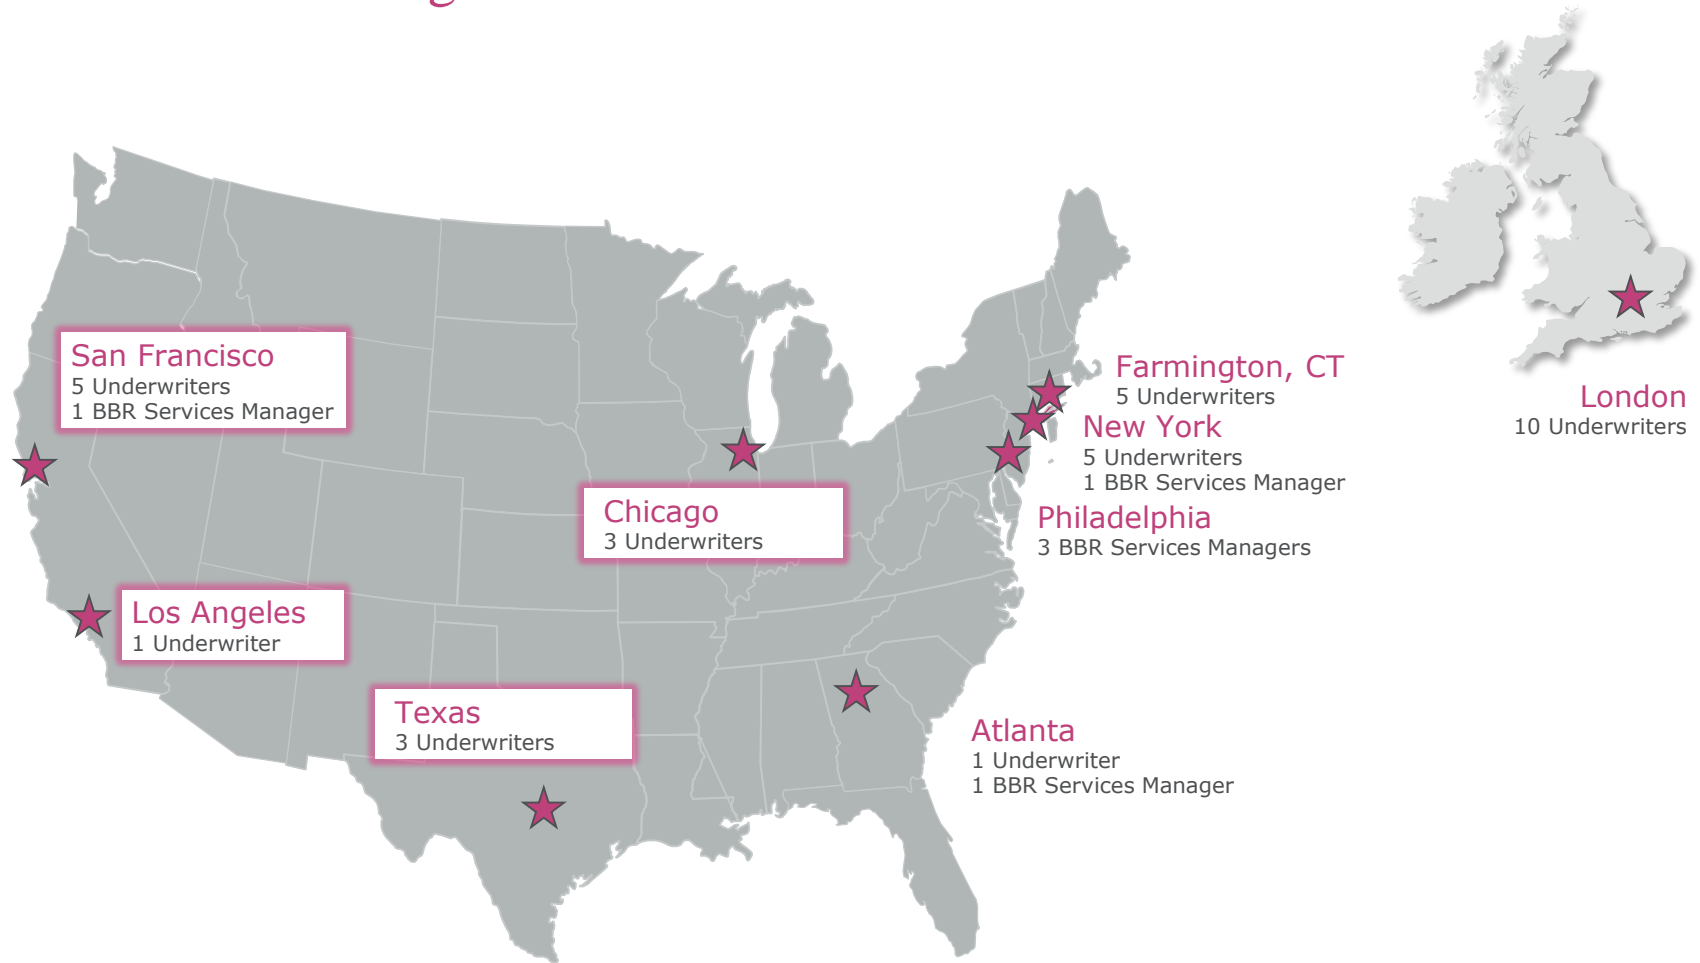 San Francisco
5 Underwriters
1 BBR Services Manager
Los Angeles
1 Underwriter
Chicago
3 Underwriters
Texas
3 Underwriters
Farmington, CT
5 Underwriters
New York
5 Underwriters
1 BBR Services Manager
Philadelphia
3 BBR Services Managers
Atlanta
1 Underwriter
1 BBR Services Manager
London
10 Underwriters